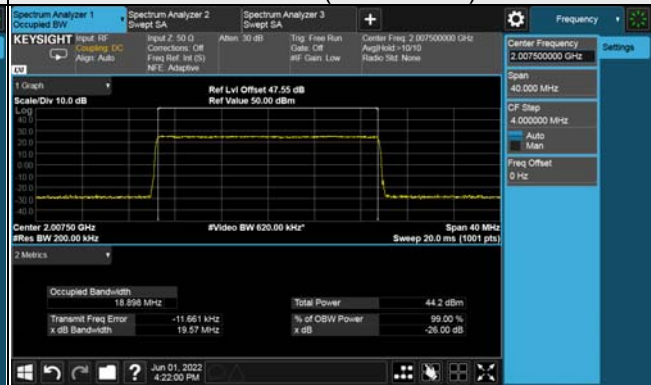 Spectrum Analyzer 1
Occupied BW
Spectrum Analyzer 2
Swept SA
Spectrum Analyzer 3
Swept SA
+
Frequency
KEYSIGHT
Input: RF
Coupling: DC
Align: Auto
Input Z: 50 Ω
Corrections: Off
Freq Ref: Int (S)
NFE: Adaptive
Atten: 30 dB
Trig: Free Run
Gate: Off
#IF Gain: Low
Center Freq: 2.007500000 GHz
Avg|Hold:>10/10
Radio Std: None
Center Frequency
2.007500000 GHz
Settings
Span
40.000 MHz
CF Step
4.000000 MHz
Auto
Man
Freq Offset
0 Hz
1 Graph
Scale/Div 10.0 dB
Ref Lvl Offset 47.55 dB
Ref Value 50.00 dBm
Log
40.0
30.0
20.0
10.0
0.00
-10.0
-20.0
-30.0
-40.0
Center 2.00750 GHz
#Res BW 200.00 kHz
#Video BW 620.00 kHz*
Span 40 MHz
Sweep 20.0 ms (1001 pts)
2 Metrics
Occupied Bandwidth
18.898 MHz
Total Power
44.2 dBm
Transmit Freq Error
-11.661 kHz
% of OBW Power
99.00 %
x dB Bandwidth
19.57 MHz
x dB
-26.00 dB
?
Jun 01, 2022
4:22:00 PM